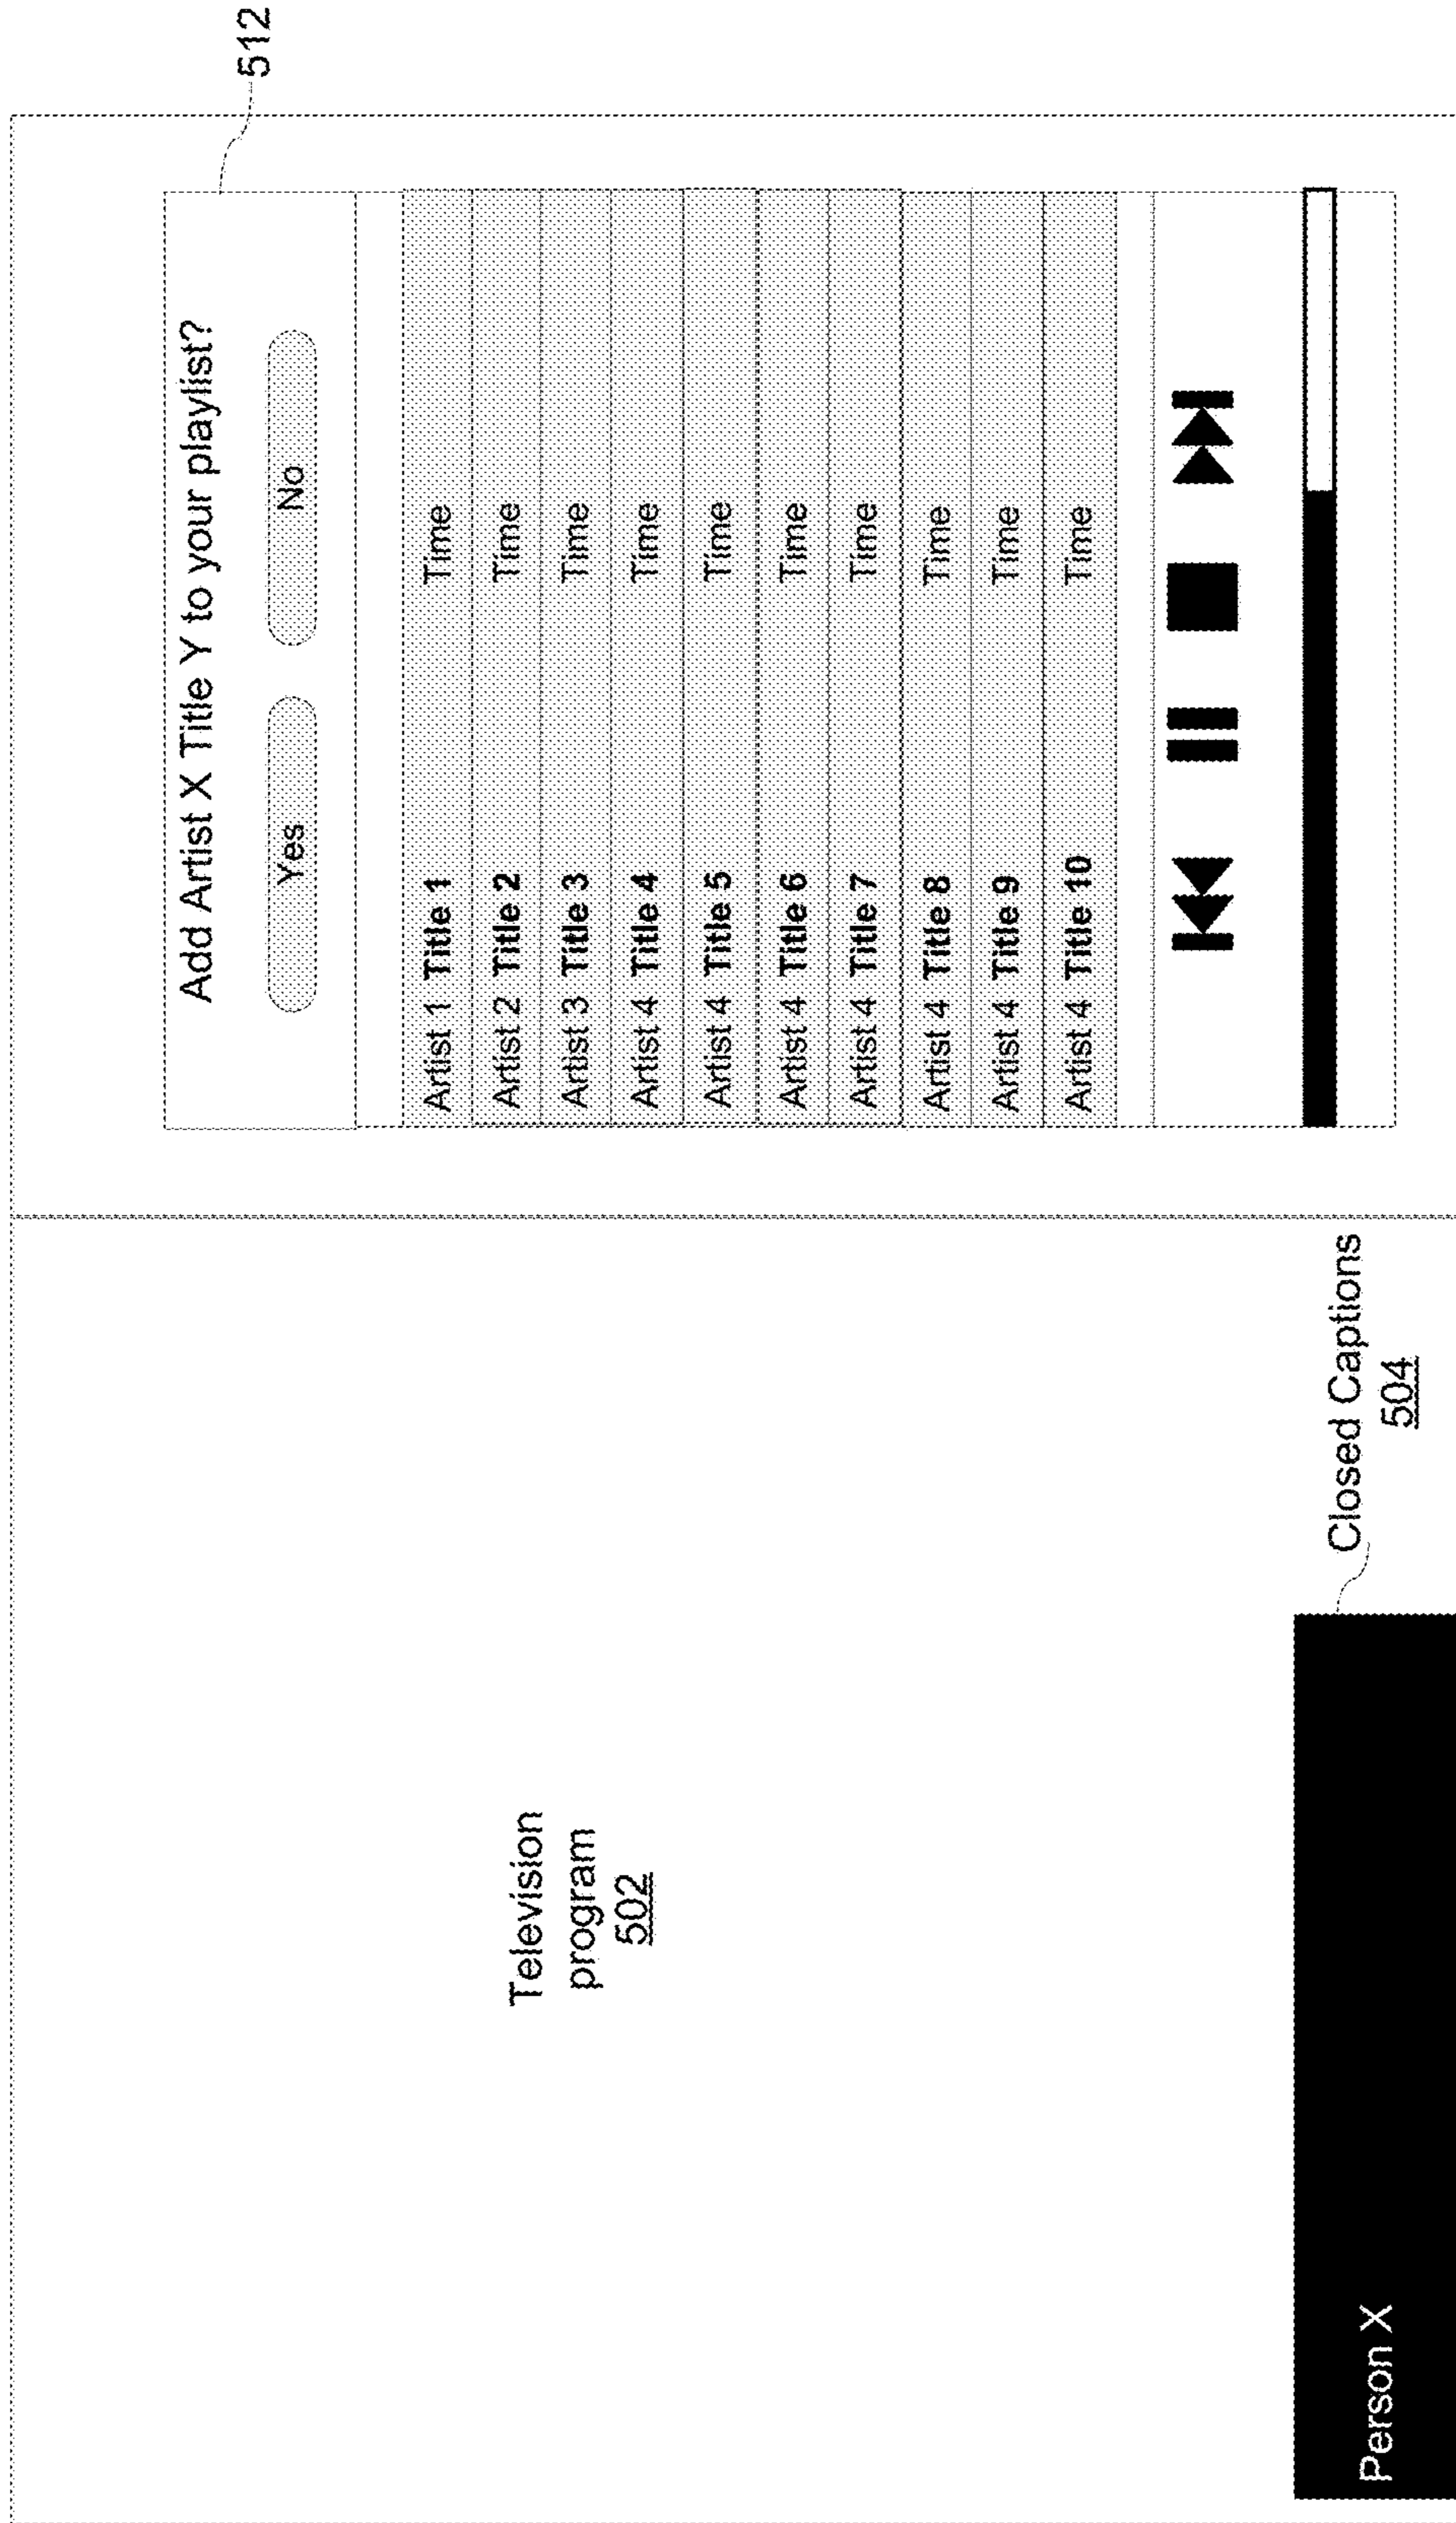 Television
program
502
Person X
Closed Captions
504
512
Add Artist X Title Y to your playlist?
Yes No
Artist 1 Title 1 Time
Artist 2 Title 2 Time
Artist 3 Title 3 Time
Artist 4 Title 4 Time
Artist 4 Title 5 Time
Artist 4 Title 6 Time
Artist 4 Title 7 Time
Artist 4 Title 8 Time
Artist 4 Title 9 Time
Artist 4 Title 10 Time